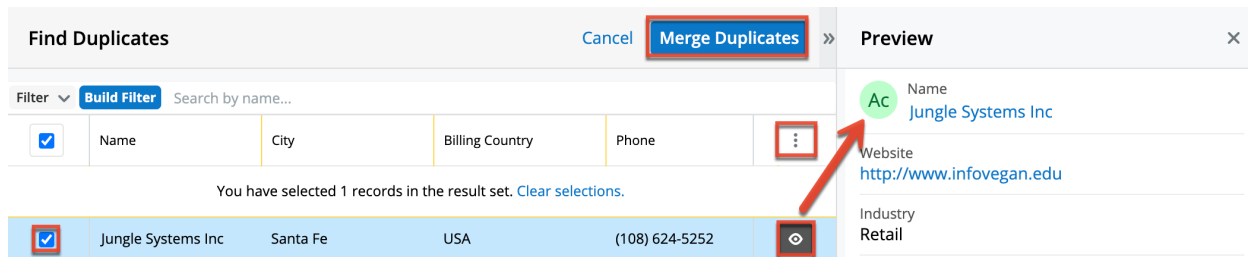 Find Duplicates Cancel Merge Duplicates » Preview ×
Filter Build Filter Search by name...
Ac Name
Jungle Systems Inc
Name City Billing Country Phone
Website
http://www.infovegan.edu
You have selected 1 records in the result set. Clear selections.
Industry
Retail
Jungle Systems Inc Santa Fe USA (108) 624-5252